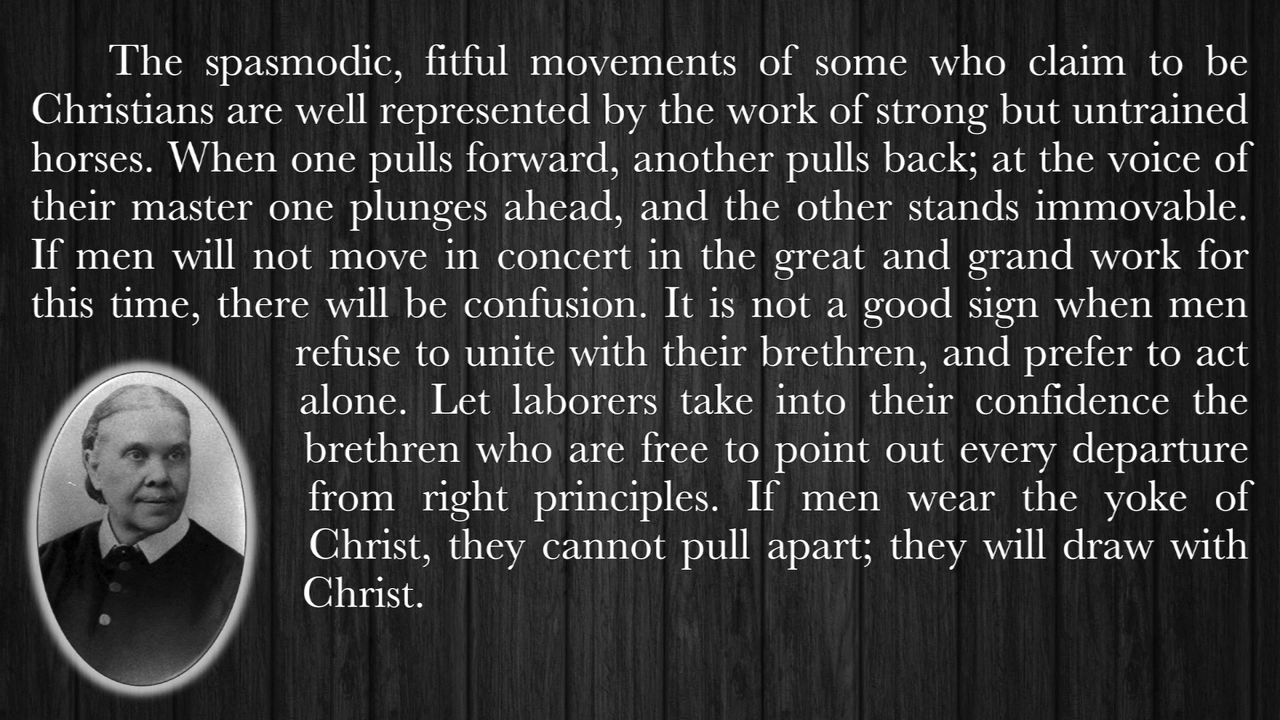 The spasmodic, fitful movements of some who claim to be
Christians are well represented by the work of strong but untrained
horses. When one pulls forward, another pulls back; at the voice of
their master one plunges ahead, and the other stands immovable.
If men will not move in concert in the great and grand work for
this time, there will be confusion. It is not a good sign when men
refuse to unite with their brethren, and prefer to act
alone. Let laborers take into their confidence the
brethren who are free to point out every departure
from right principles. If men wear the yoke of
Christ, they cannot pull apart; they will draw with
Christ.